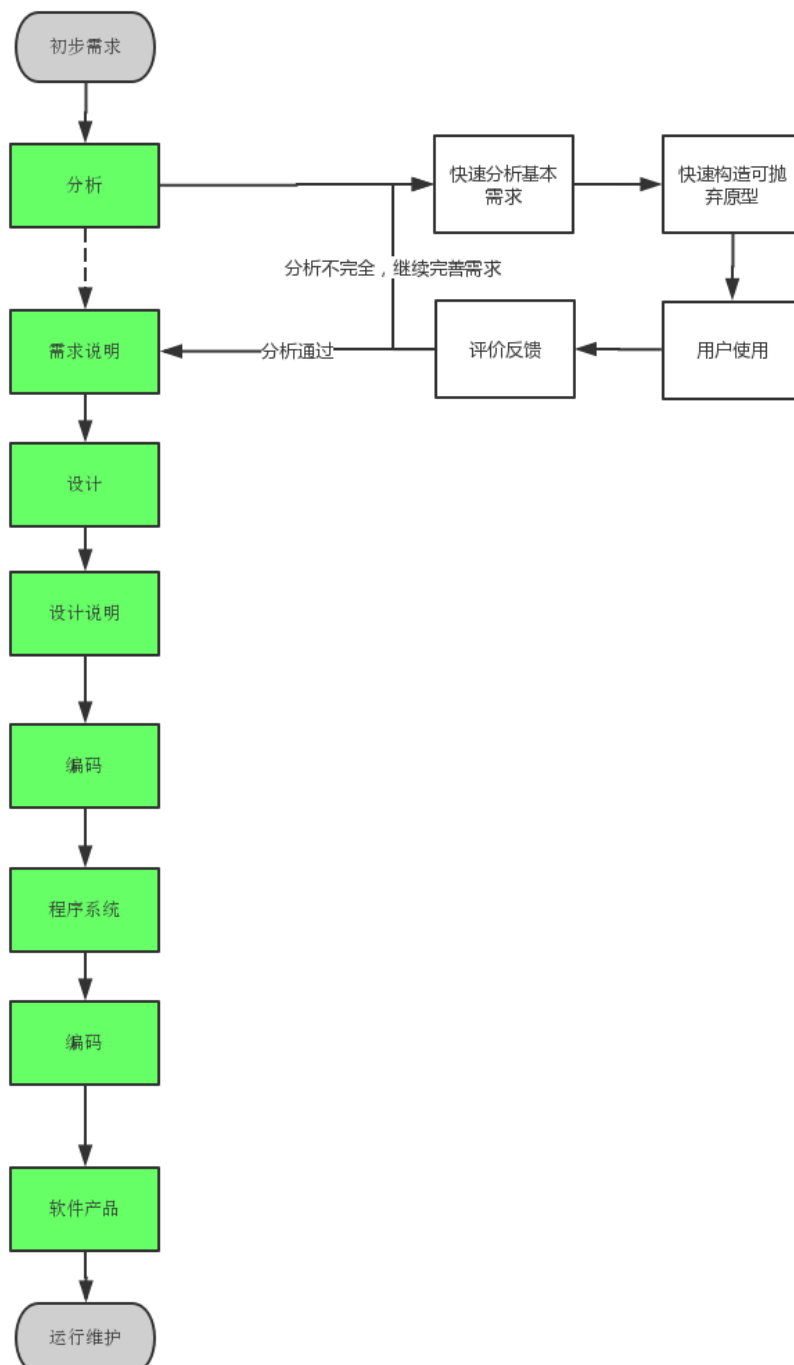 初步需求
分析
快速分析基本
需求
快速构造可抛
弃原型
分析不完全，继续完善需求
需求说明
分析通过
评价反馈
用户使用
设计
设计说明
编码
程序系统
编码
软件产品
运行维护